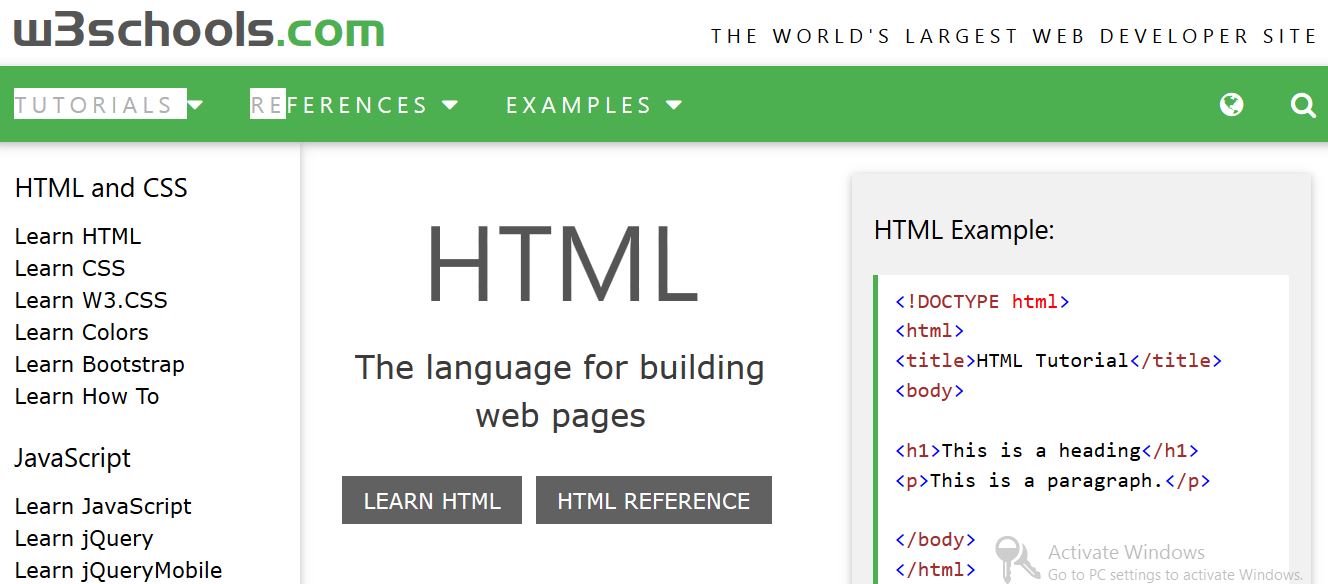 w3schools.com
THE WORLD'S LARGEST WEB DEVELOPER SITE
TUTORIALS
REFERENCES
EXAMPLES
HTML and CSS
Learn HTML
Learn CSS
Learn W3.CSS
Learn Colors
Learn Bootstrap
Learn How To
JavaScript
Learn JavaScript
Learn jQuery
Learn jQueryMobile
HTML
The language for building
web pages
LEARN HTML
HTML REFERENCE
HTML Example:
<!DOCTYPE html>
<html>
<title>HTML Tutorial</title>
<body>
<h1>This is a heading</h1>
<p>This is a paragraph.</p>
</body>
</html>
Activate Windows
Go to PC settings to activate Windows.